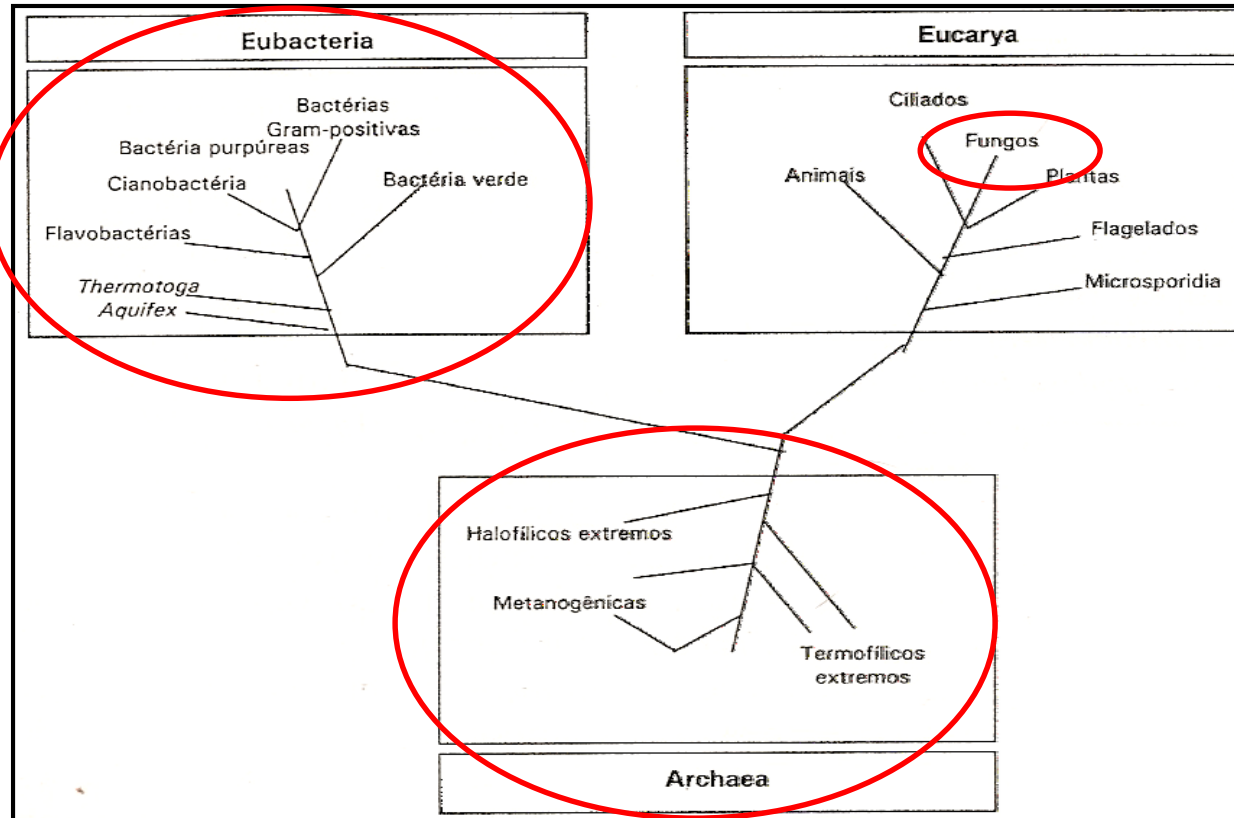 Eubacteria
Bactérias
Gram-positivas
Bactéria purpúreas
Cianobactéria
Bactéria verde
Flavobactérias
Thermotoga
Aquifex
Eucarya
Ciliados
Fungos
Animais
Plantas
Flagelados
Microsporidia
Halofílicos extremos
Metanogênicas
Termofílicos
extremos
Archaea